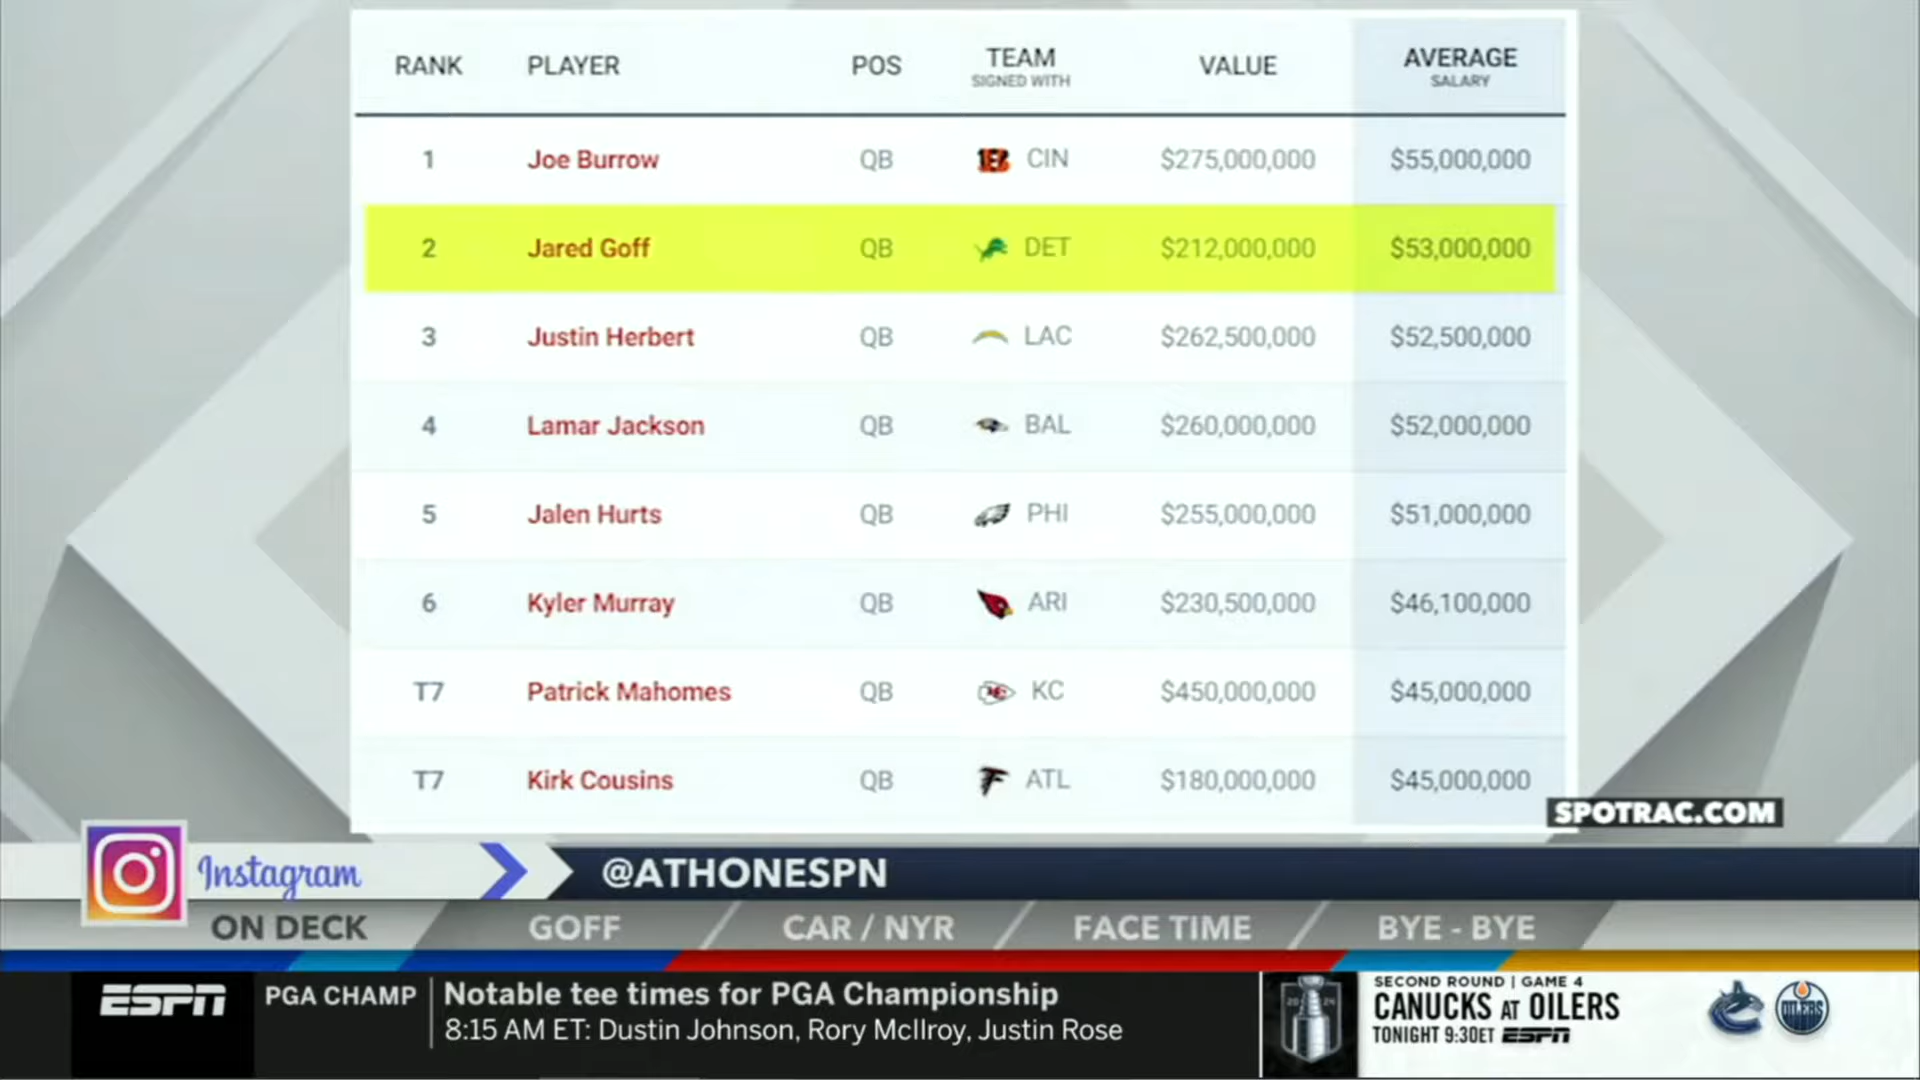 RANK PLAYER POS TEAM VALUE AVERAGE
SIGNED WITH SALARY
1 Joe Burrow QB CIN $275,000,000 $55,000,000
2 Jared Goff QB DET $212,000,000 $53,000,000
3 Justin Herbert QB LAC $262,500,000 $52,500,000
4 Lamar Jackson QB BAL $260,000,000 $52,000,000
5 Jalen Hurts QB PHI $255,000,000 $51,000,000
6 Kyler Murray QB ARI $230,500,000 $46,100,000
T7 Patrick Mahomes QB KC $450,000,000 $45,000,000
T7 Kirk Cousins QB ATL $180,000,000 $45,000,000
SPOTRAC.COM
Instagram @ATHONESPN
ON DECK GOFF / CAR / NYR / FACE TIME / BYE - BYE
ESPN PGA CHAMP Notable tee times for PGA Championship
8:15 AM ET: Dustin Johnson, Rory McIlroy, Justin Rose
2024
SECOND ROUND | GAME 4
CANUCKS AT OILERS
TONIGHT 9:30ET ESPN
OILERS